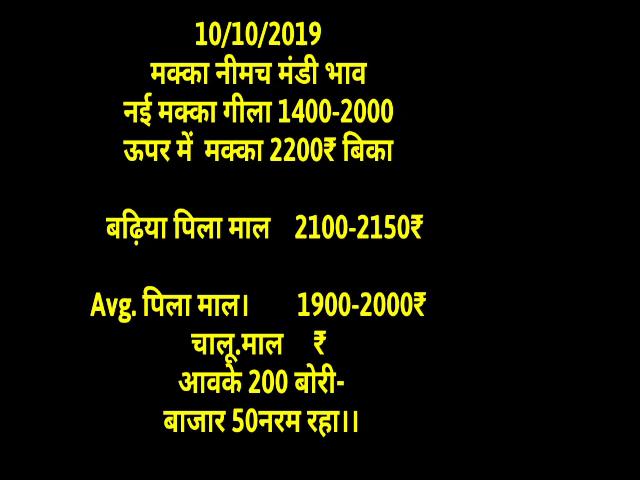 10/10/2019
मक्का नीमच मंडी भाव
नई मक्का गीला 1400-2000
ऊपर में मक्का 2200₹ बिका
बढ़िया पिला माल 2100-2150₹
Avg. पिला माल। 1900-2000₹
चालू.माल ₹
आवके 200 बोरी-
बाजार 50नरम रहा।।